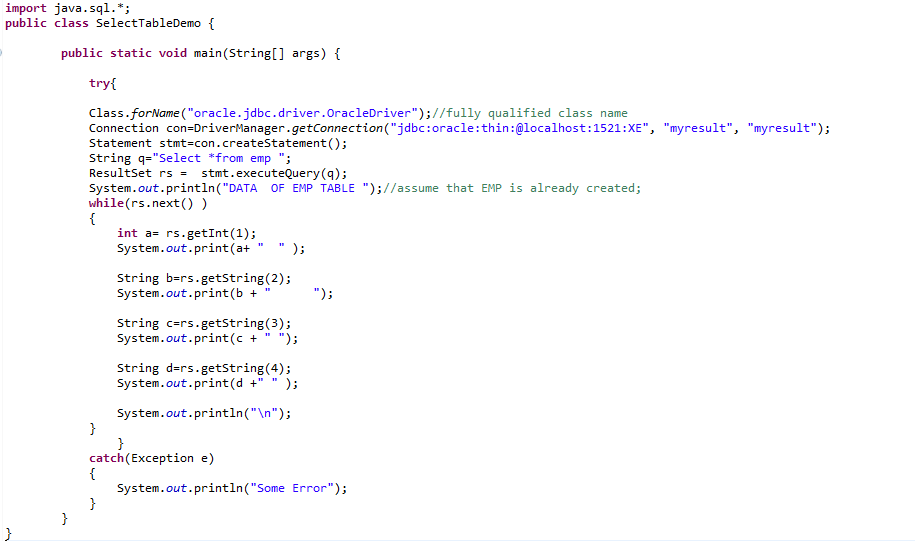 import java.sql.*;
public class SelectTableDemo {
public static void main(String[] args) {
try{
Class.forName("oracle.jdbc.driver.OracleDriver");//fully qualified class name
Connection con=DriverManager.getConnection("jdbc:oracle:thin:@localhost:1521:XE", "myresult", "myresult");
Statement stmt=con.createStatement();
String q="Select *from emp ";
ResultSet rs =  stmt.executeQuery(q);
System.out.println("DATA  OF EMP TABLE ");//assume that EMP is already created;
while(rs.next() )
{
int a= rs.getInt(1);
System.out.print(a+ "  " );
String b=rs.getString(2);
System.out.print(b + "      ");
String c=rs.getString(3);
System.out.print(c + " ");
String d=rs.getString(4);
System.out.print(d +" " );
System.out.println("\n");
}
}
catch(Exception e)
{
System.out.println("Some Error");
}
}
}